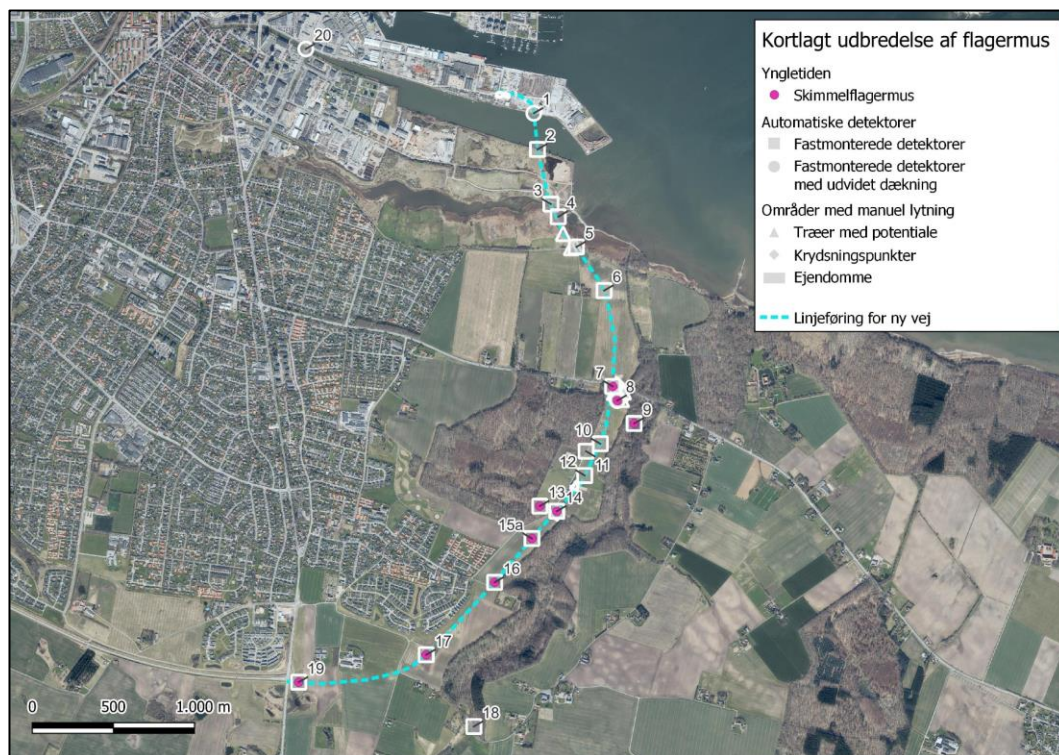 Kortlagt udbredelse af flagermus
Yngletiden
Skimmelflagermus
Automatiske detektorer
Fastmonterede detektorer
Fastmonterede detektorer
med udvidet dækning
Områder med manuel lytning
Træer med potentiale
Krydsningspunkter
Ejendomme
Linjeføring for ny vej
20
1
2
3
4
5
6
7
8
9
10
11
12
13
14
15a
16
17
19
18
0 500 1.000 m